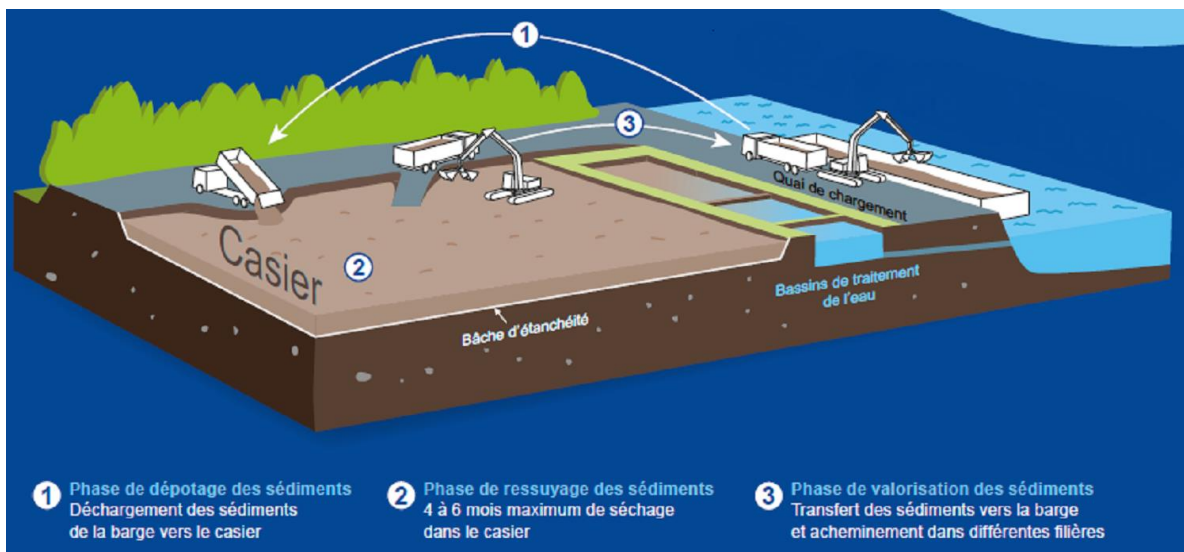 1
3
Quai de chargement
Casier
2
Bassins de traitement
de l'eau
Bâche d'étanchéité
1 Phase de dépotage des sédiments
Déchargement des sédiments
de la barge vers le casier
2 Phase de ressuyage des sédiments
4 à 6 mois maximum de séchage
dans le casier
3 Phase de valorisation des sédiments
Transfert des sédiments vers la barge
et acheminement dans différentes filières